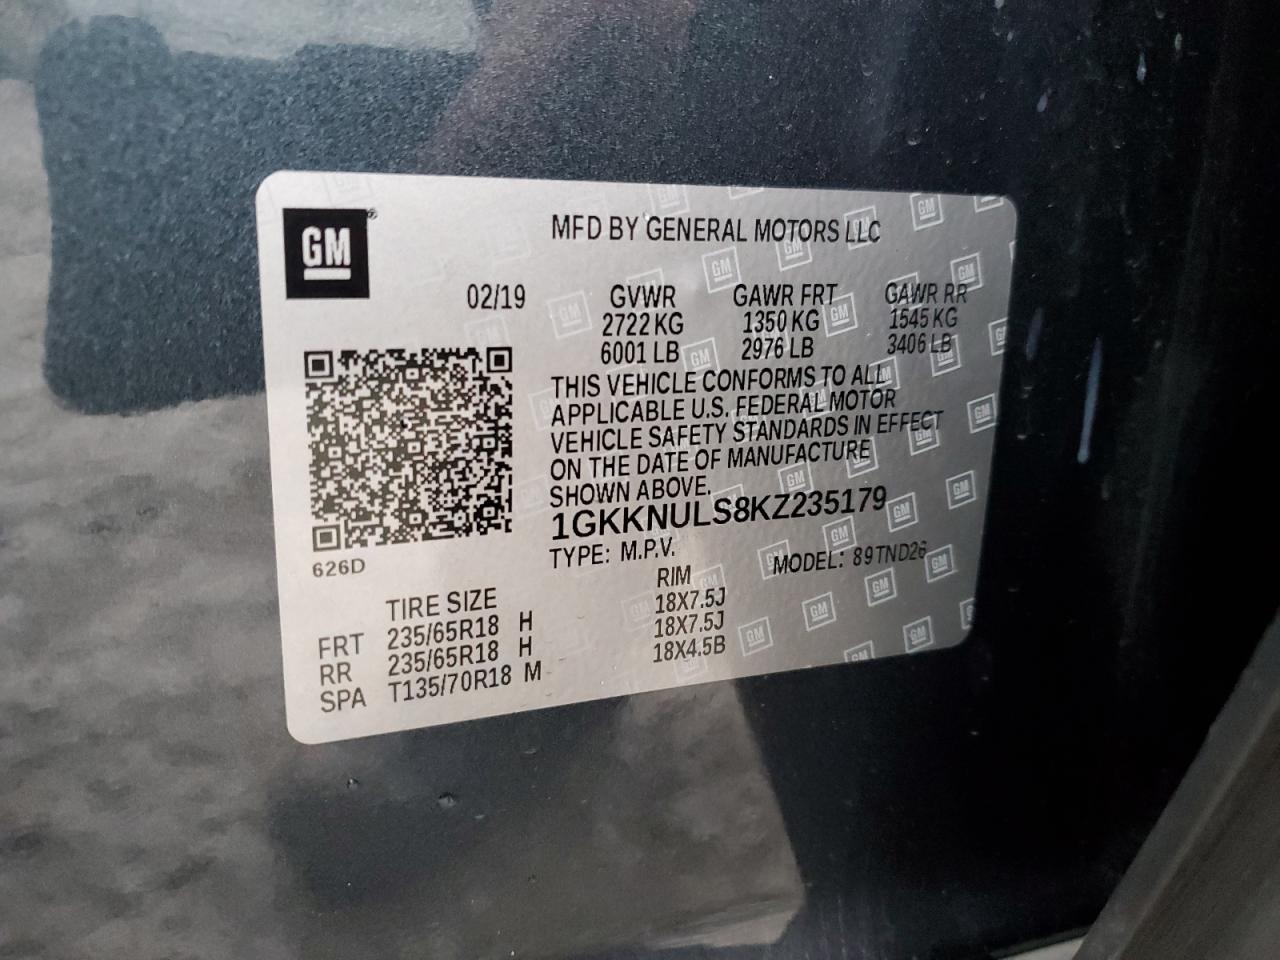 GM
MFD BY GENERAL MOTORS LLC
02/19 GVWR GAWR FRT GAWR RR
2722 KG 1350 KG 1545 KG
6001 LB 2976 LB 3406 LB
THIS VEHICLE CONFORMS TO ALL
APPLICABLE U.S. FEDERAL MOTOR
VEHICLE SAFETY STANDARDS IN EFFECT
ON THE DATE OF MANUFACTURE
SHOWN ABOVE.
1GKKNULS8KZ235179
626D
TYPE: M.P.V. MODEL: 89TND26
TIRE SIZE RIM
FRT 235/65R18 H 18X7.5J
RR 235/65R18 H 18X7.5J
SPA T135/70R18 M 18X4.5B